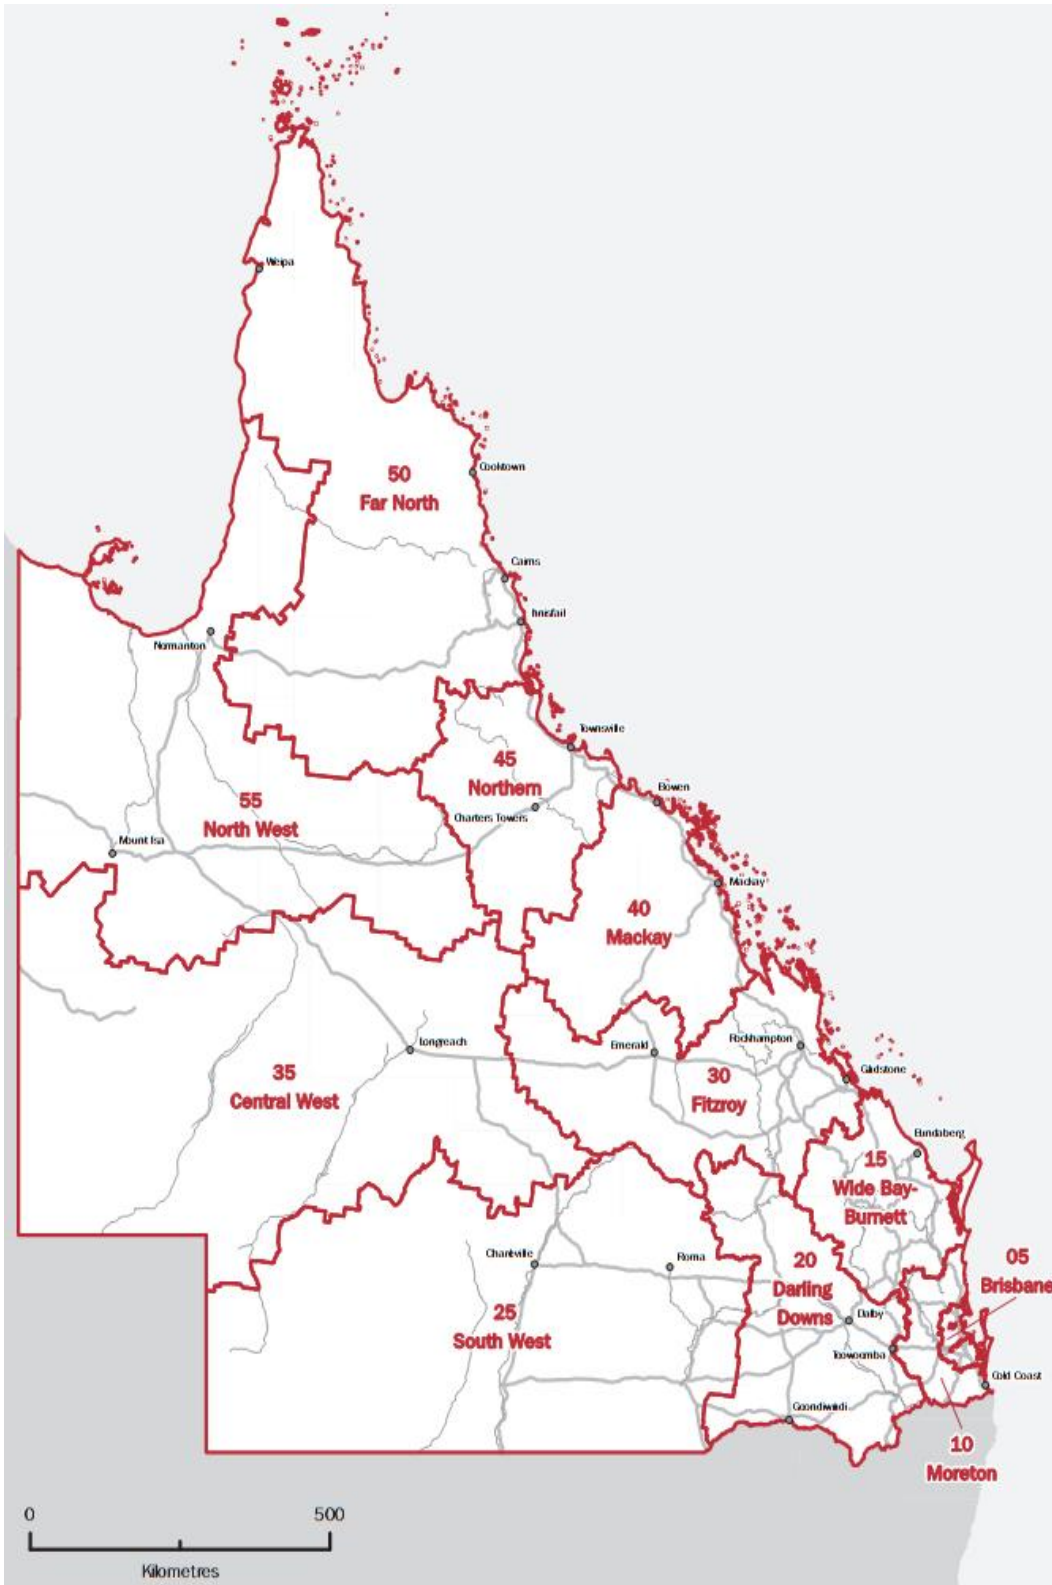 Weipa
50
Far North
Cooktown
Cairns
Innisfail
Normanton
Townsville
45
Northern
Bowen
55
North West
Charters Towers
Mount Isa
Mackay
40
Mackay
Longreach
Emerald
Rockhampton
Gladstone
35
Central West
30
Fitzroy
Bundaberg
15
Wide Bay-
Burnett
Charleville
Roma
20
Darling
Downs
05
Brisbane
25
South West
Dalby
Toowoomba
Gold Coast
Goondiwindi
10
Moreton
0
500
Kilometres